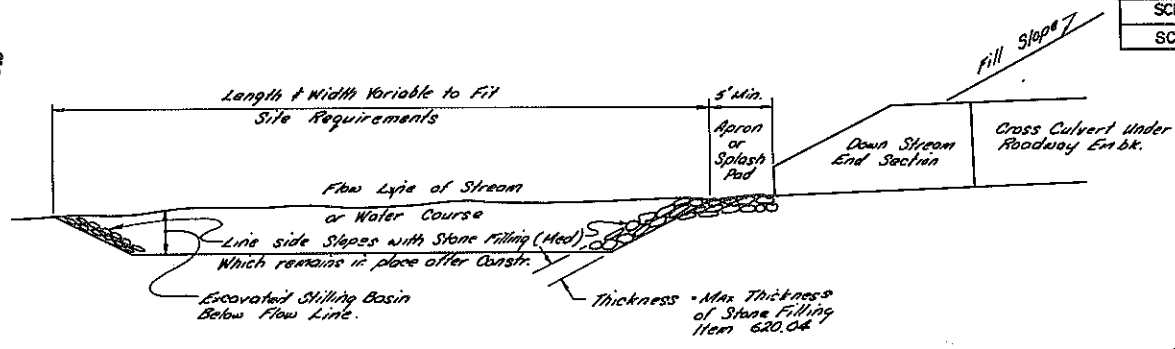 SC
Fill Slope
Length & Width Variable to Fit
Site Requirements
5' Min.
Apron
or
Splash
Pad
Down Stream
End Section
Cross Culvert Under
Roadway Embk.
Flow Line of Stream
or Water Course
Line side Slopes with Stone Filling (Med)
Which remains in place after Constr.
Excavated Stilling Basin
Below Flow Line.
Thickness = Max Thickness
of Stone Filling
Item 620.04